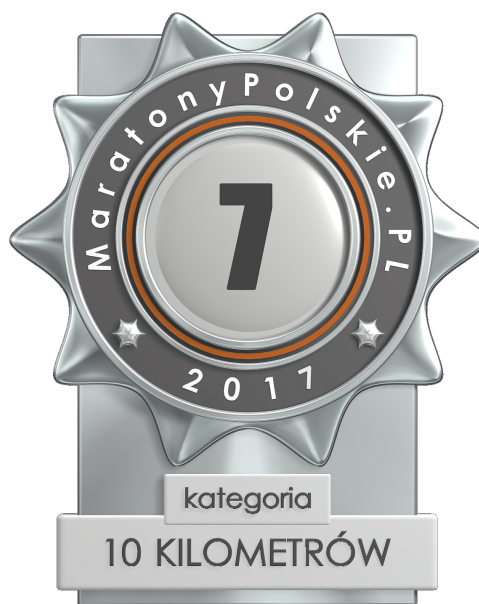 MaratonyPolskie.PL
7
2017
kategoria
10 KILOMETRÓW